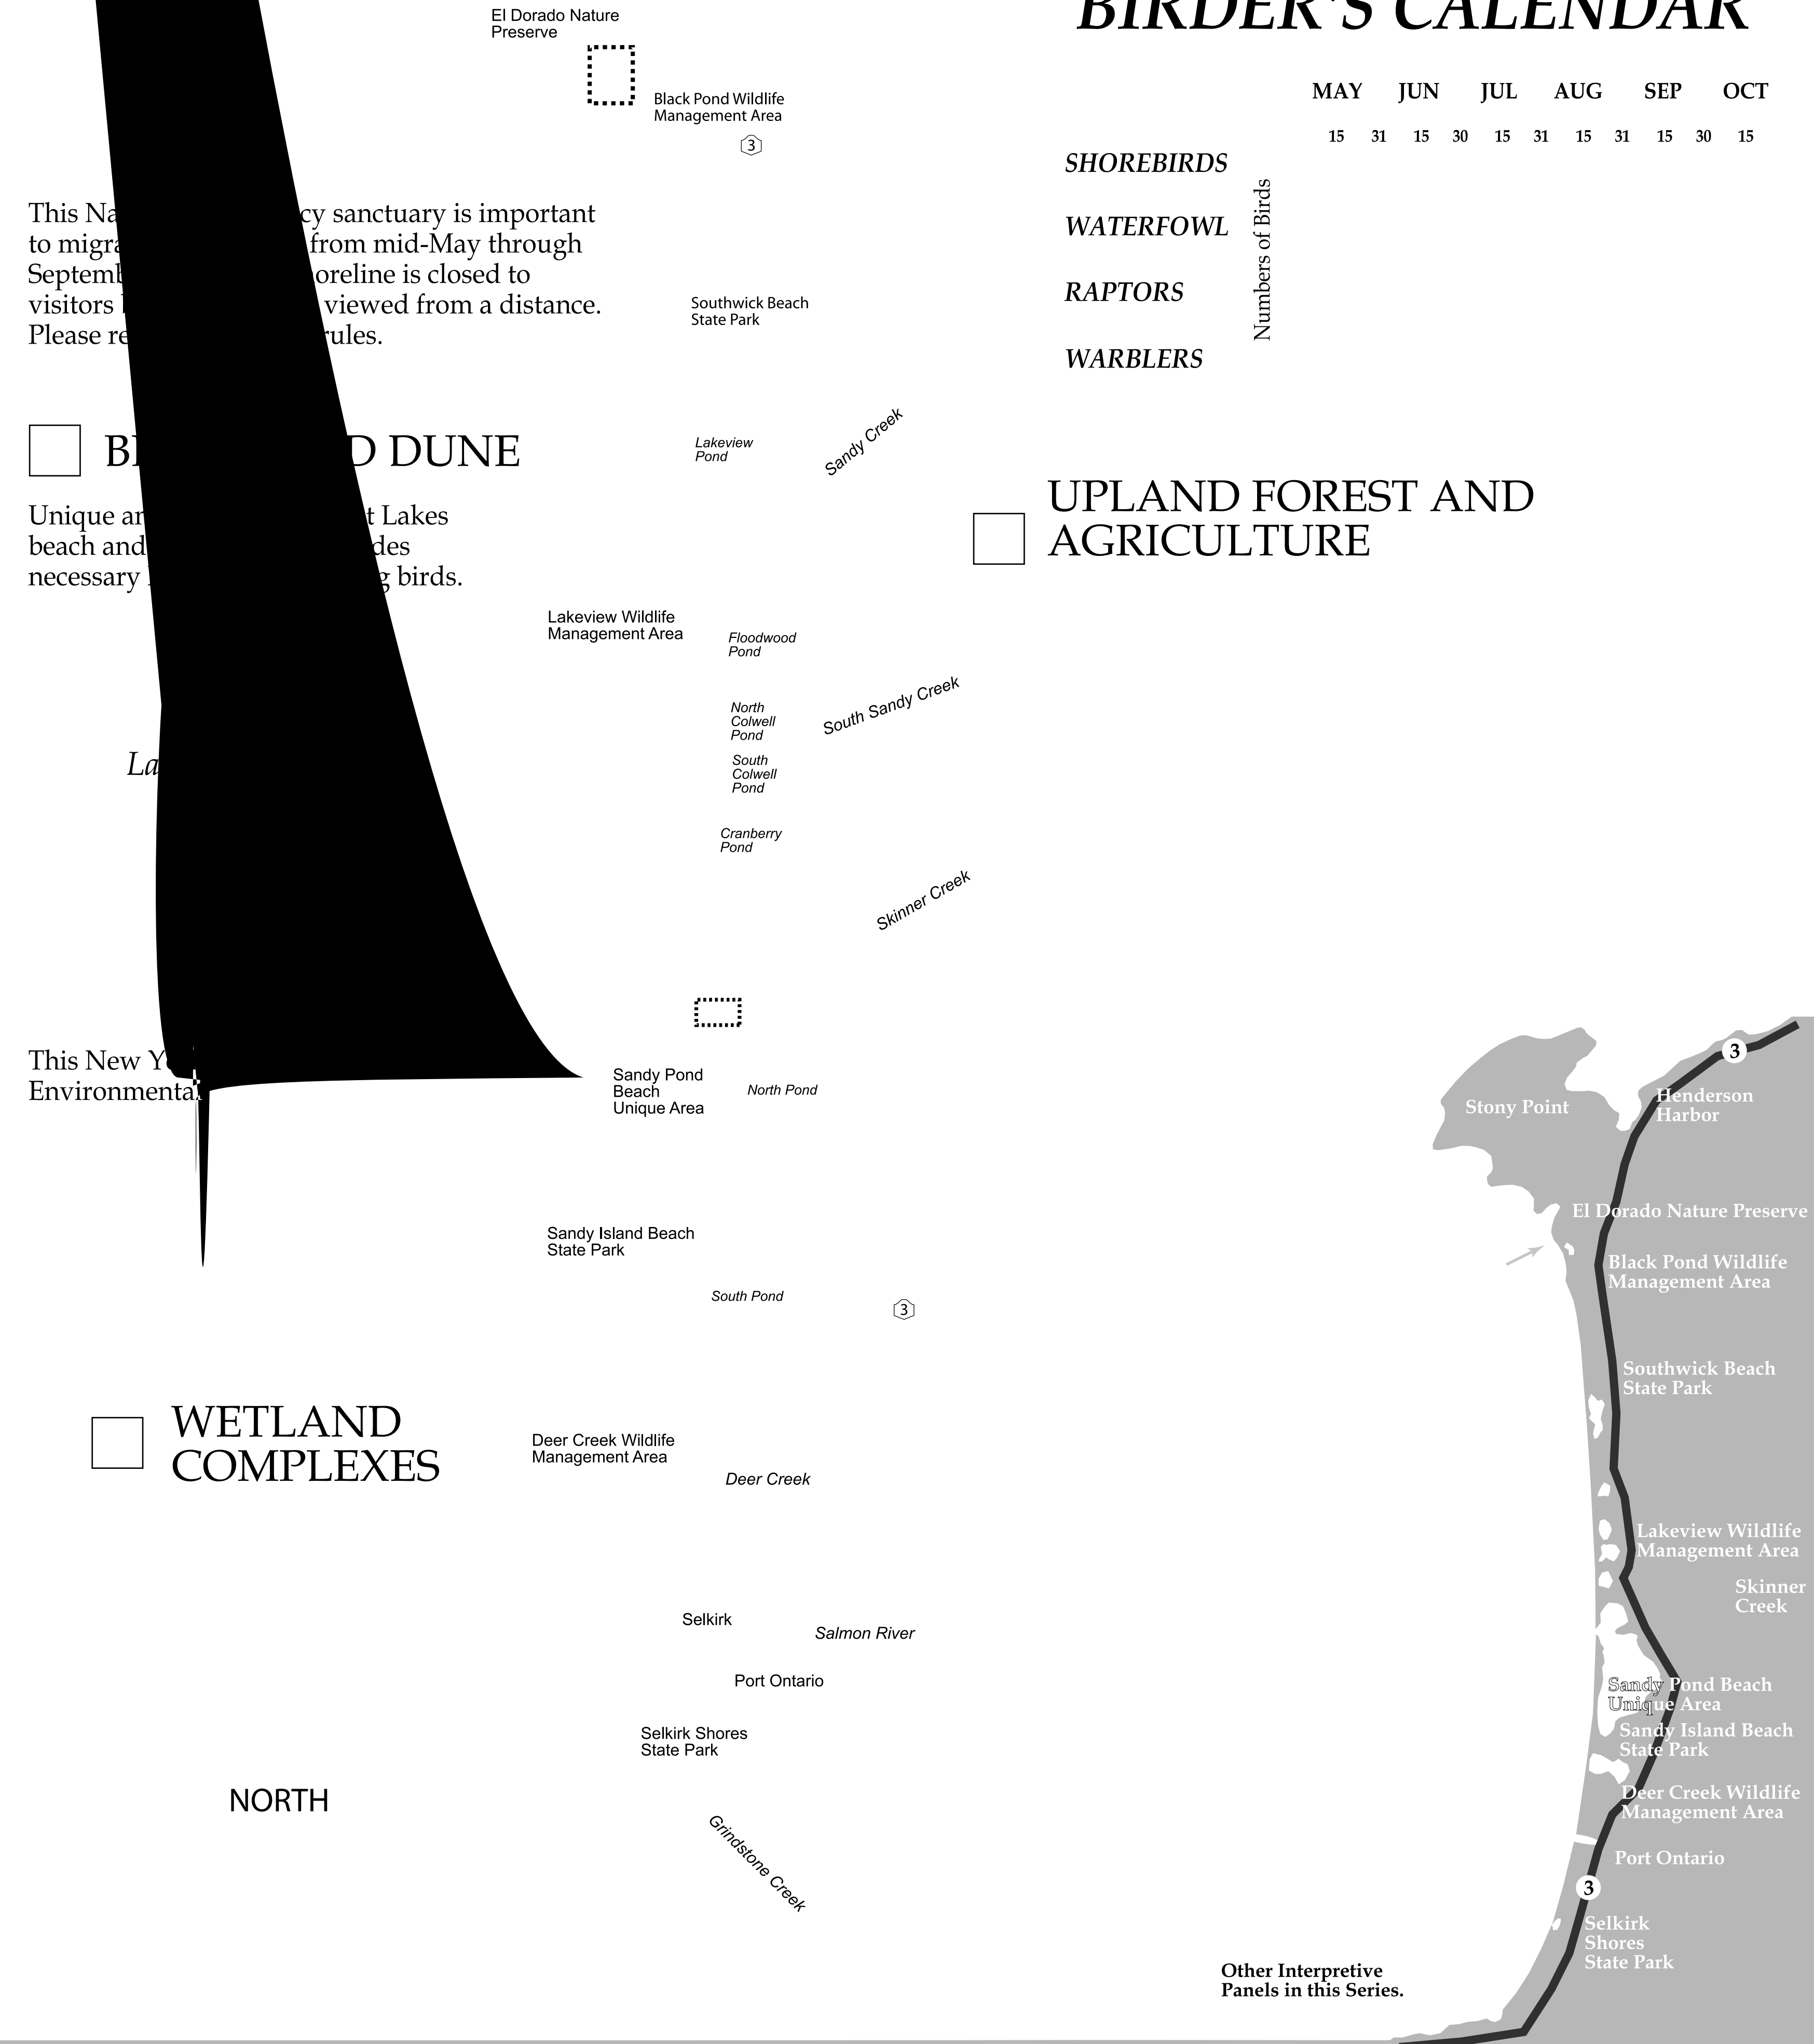 BIRDER'S CALENDAR
MAY JUN JUL AUG SEP OCT
15 31 15 30 15 31 15 31 15 30 15
SHOREBIRDS
WATERFOWL
RAPTORS
WARBLERS
Numbers of Birds
El Dorado Nature
Preserve
Black Pond Wildlife
Management Area
3
This cy sanctuary is important
to from mid-May through
is closed to
visitors viewed from a distance.
Please rules.
Southwick Beach
State Park
D DUNE
Unique Lakes
beach and
necessary birds.
Lakeview
Pond
Sandy Creek
UPLAND FOREST AND
AGRICULTURE
Lakeview Wildlife
Management Area
Floodwood
Pond
North
Colwell
Pond
South Sandy Creek
South
Colwell
Pond
Cranberry
Pond
Skinner Creek
This New
Environmental
Sandy Pond
Beach
Unique Area
North Pond
Sandy Island Beach
State Park
South Pond
3
WETLAND
COMPLEXES
Deer Creek Wildlife
Management Area
Deer Creek
Selkirk
Salmon River
Port Ontario
Selkirk Shores
State Park
NORTH
Grindstone Creek
3
Stony Point
Henderson
Harbor
El Dorado Nature Preserve
Black Pond Wildlife
Management Area
Southwick Beach
State Park
Lakeview Wildlife
Management Area
Skinner
Creek
Sandy Pond Beach
Unique Area
Sandy Island Beach
State Park
Deer Creek Wildlife
Management Area
Port Ontario
3
Selkirk
Shores
State Park
Other Interpretive
Panels in this Series.